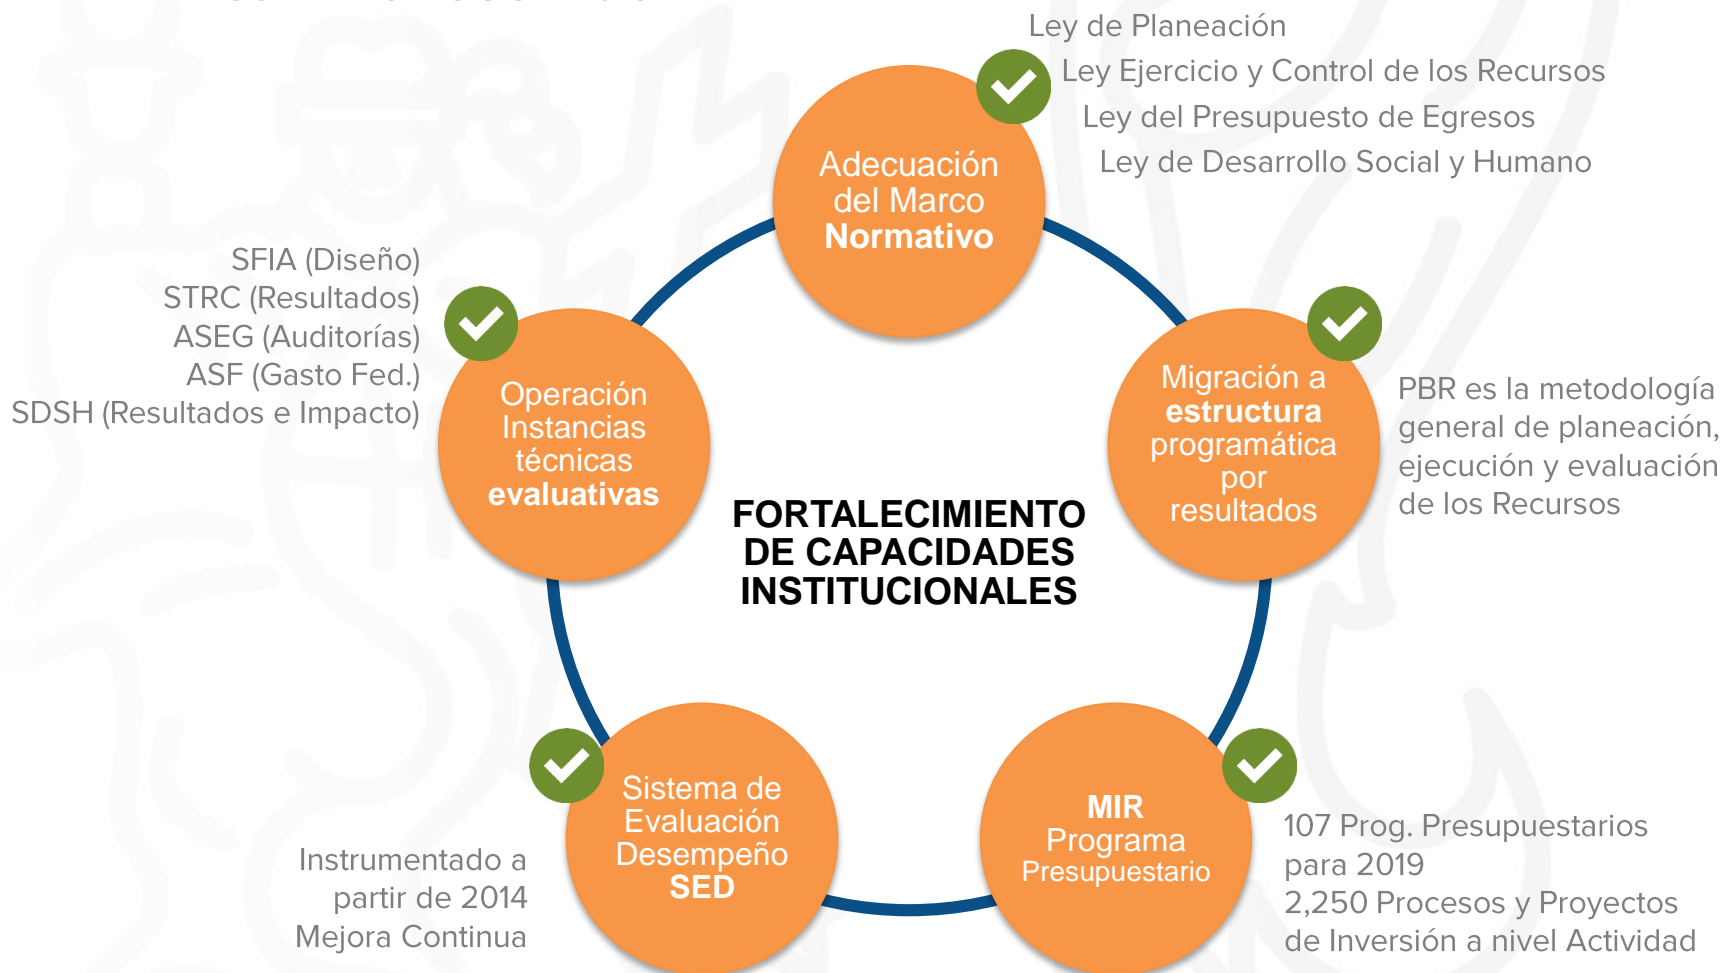 Ley de Planeación
Ley Ejercicio y Control de los Recursos
Ley del Presupuesto de Egresos
Ley de Desarrollo Social y Humano
Adecuación
del Marco
Normativo
SFIA (Diseño)
STRC (Resultados)
ASEG (Auditorías)
ASF (Gasto Fed.)
SDSH (Resultados e Impacto)
Operación
Instancias
técnicas
evaluativas
Migración a
estructura
programática
por
resultados
PBR es la metodología
general de planeación,
ejecución y evaluación
de los Recursos
FORTALECIMIENTO
DE CAPACIDADES
INSTITUCIONALES
Sistema de
Evaluación
Desempeño
SED
Instrumentado a
partir de 2014
Mejora Continua
MIR
Programa
Presupuestario
107 Prog. Presupuestarios
para 2019
2,250 Procesos y Proyectos
de Inversión a nivel Actividad